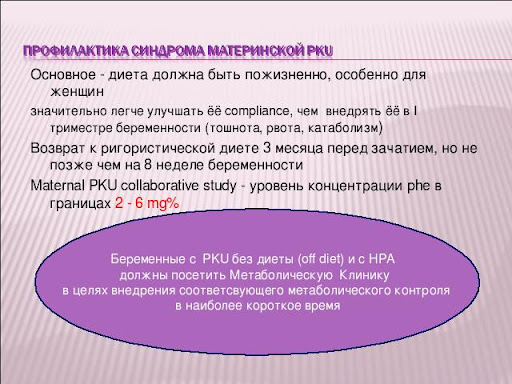 ПРОФИЛАКТИКА СИНДРОМА МАТЕРИНСКОЙ PKU
Основное - диета должна быть пожизненно, особенно для
женщин
значительно легче улучшать ёё compliance, чем внедрять ёё в I
триместре беременности (тошнота, рвота, катаболизм)
Возврат к ригористической диете 3 месяца перед зачатием, но не
позже чем на 8 неделе беременности
Maternal PKU collaborative study - уровень концентрации phe в
границах 2 - 6 mg%
Беременные с PKU без диеты (off diet) и с HPA
должны посетить Метаболическую Клинику
в целях внедрения соответсвующего метаболического контроля
в наиболее короткое время